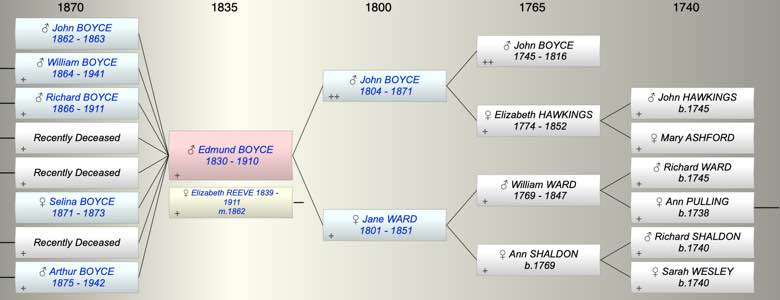 1870 1835 1800 1765 1740
♂ John BOYCE
1862 - 1863
♂ William BOYCE
1864 - 1941
+
♂ Richard BOYCE
1866 - 1911
+
Recently Deceased
+
Recently Deceased
+
♀ Selina BOYCE
1871 - 1873
Recently Deceased
+
♂ Arthur BOYCE
1875 - 1942
+
♂ Edmund BOYCE
1830 - 1910
+
♀ Elizabeth REEVE 1839 -
1911
m.1862
+
♂ John BOYCE
1804 - 1871
++
♀ Jane WARD
1801 - 1851
+
♂ John BOYCE
1745 - 1816
++
♀ Elizabeth HAWKINGS
1774 - 1852
+
♂ William WARD
1769 - 1847
+
♀ Ann SHALDON
b.1769
+
♂ John HAWKINGS
b.1745
+
♀ Mary ASHFORD
+
♂ Richard WARD
b.1745
+
♀ Ann PULLING
b.1738
+
♂ Richard SHALDON
b.1740
+
♀ Sarah WESLEY
b.1740
+